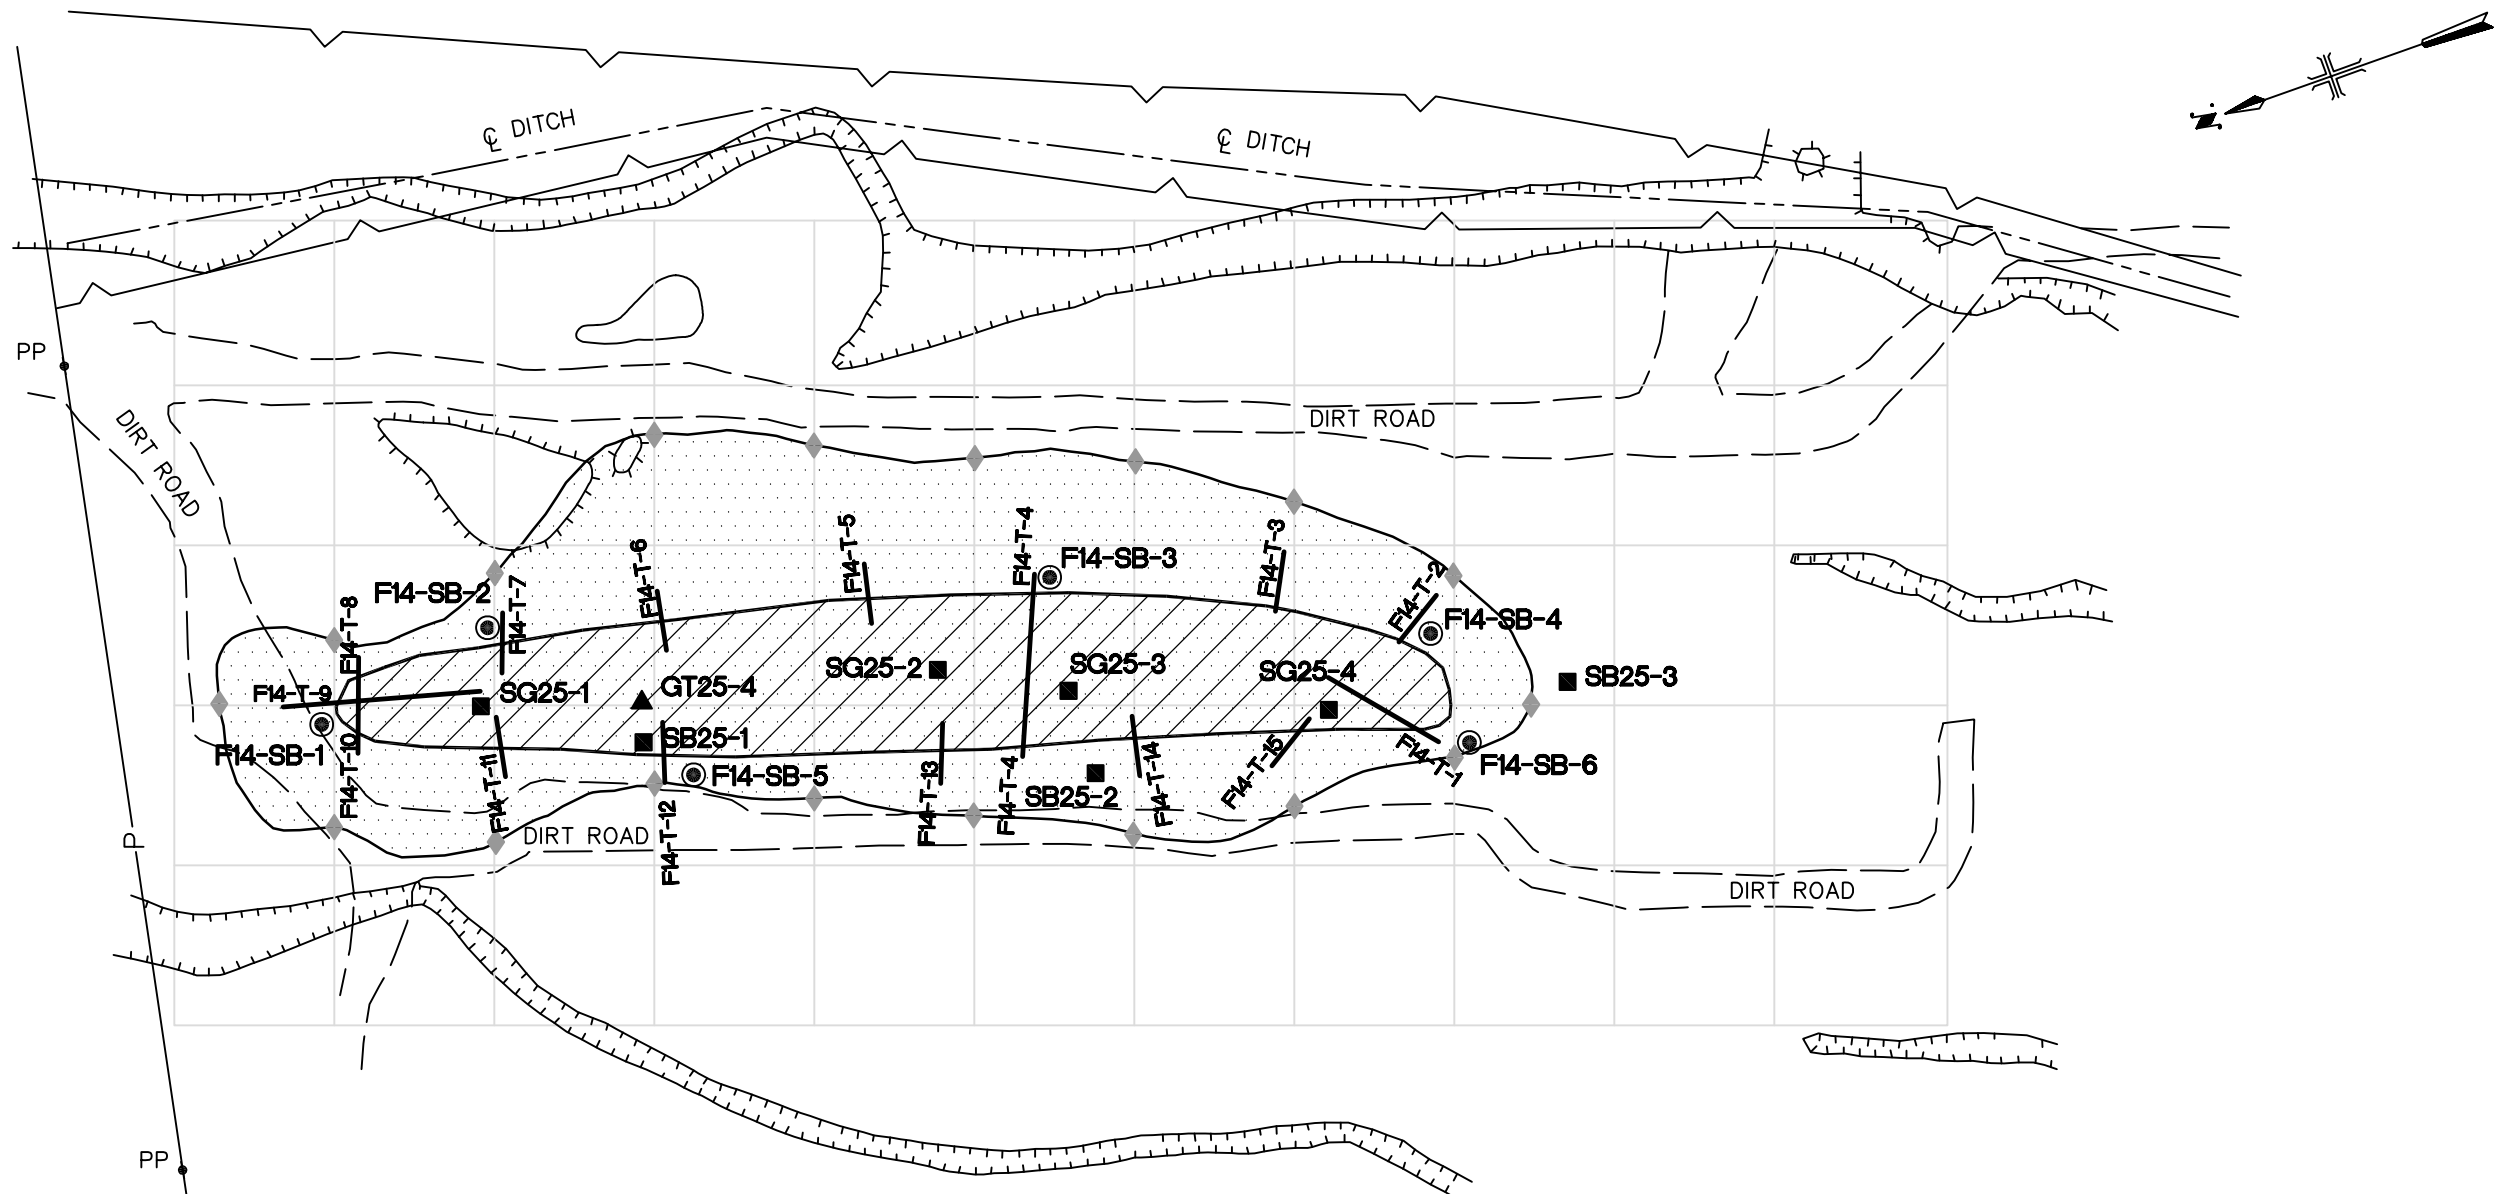 ℄ DITCH
℄ DITCH
N
PP
DIRT ROAD
DIRT ROAD
F14-T-5
F14-T-4
F14-T-3
F14-T-6
F14-SB-3
F14-T-2
F14-SB-2
F14-T-7
F14-T-8
F14-SB-4
SG25-2
SG25-3
SG25-4
SB25-3
F14-T-9
SG25-1
GT25-4
SB25-1
F14-SB-1
F14-T-10
F14-T-11
F14-SB-5
F14-T-13
F14-T-4
F14-T-14
SB25-2
F14-T-15
F14-T-1
F14-SB-6
P
DIRT ROAD
F14-T-12
DIRT ROAD
PP